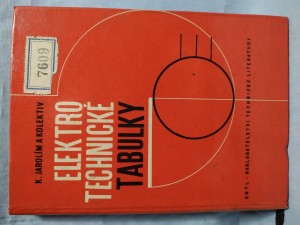 7609
K. JAROLÍM A KOLEKTIV
ELEKTRO
TECHNICKÉ
TABULKY
SNTL - NAKLADATELSTVÍ TECHNICKÉ LITERATURY